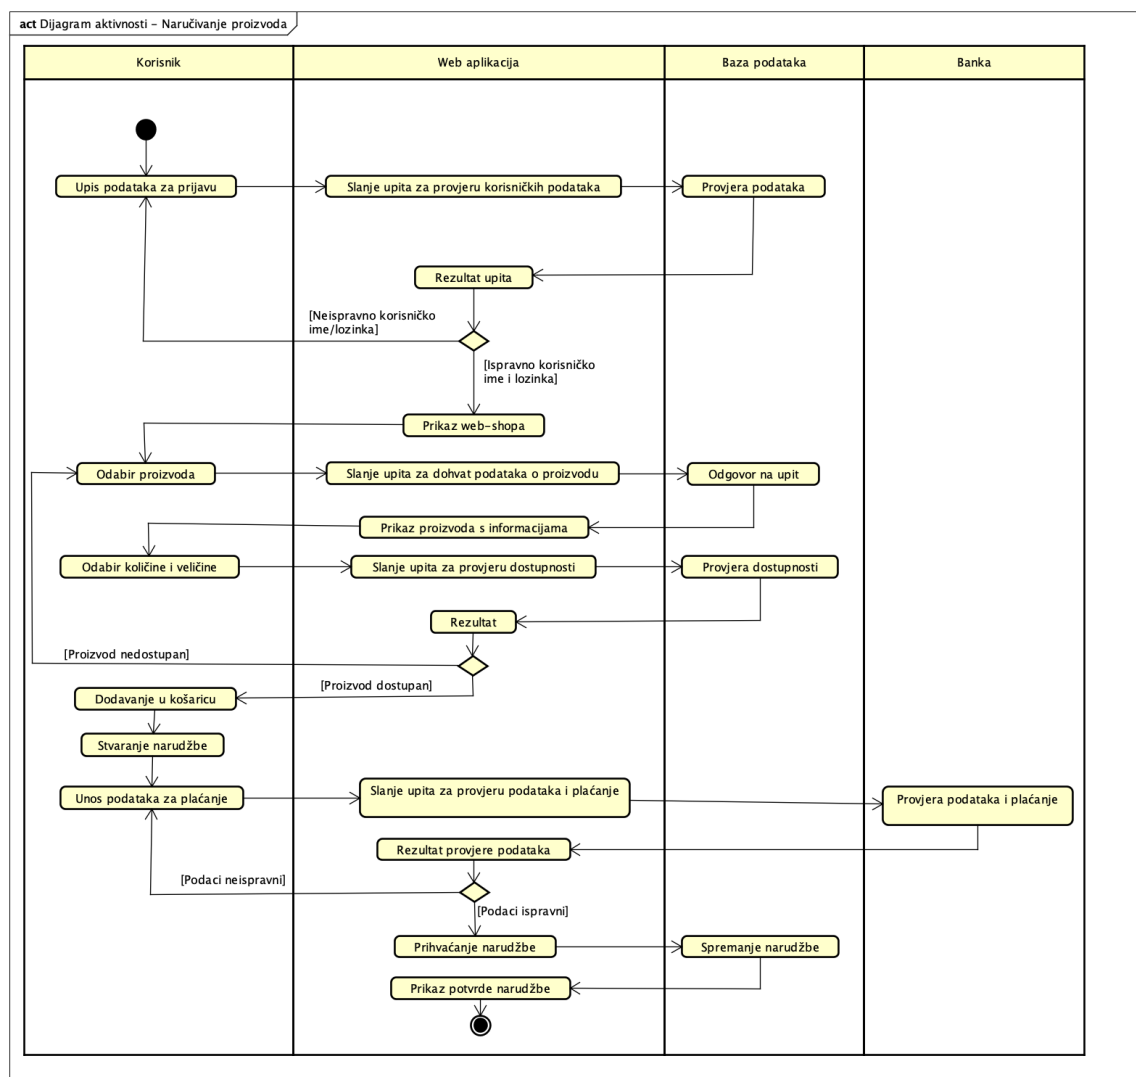 act Dijagram aktivnosti – Naručivanje proizvoda
Korisnik
Web aplikacija
Baza podataka
Banka
Upis podataka za prijavu
Slanje upita za provjeru korisničkih podataka
Provjera podataka
Rezultat upita
[Neispravno korisničko
ime/lozinka]
[Ispravno korisničko
ime i lozinka]
Prikaz web-shopa
Odabir proizvoda
Slanje upita za dohvat podataka o proizvodu
Odgovor na upit
Prikaz proizvoda s informacijama
Odabir količine i veličine
Slanje upita za provjeru dostupnosti
Provjera dostupnosti
Rezultat
[Proizvod nedostupan]
[Proizvod dostupan]
Dodavanje u košaricu
Stvaranje narudžbe
Unos podataka za plaćanje
Slanje upita za provjeru podataka i plaćanje
Provjera podataka i plaćanje
Rezultat provjere podataka
[Podaci neispravni]
[Podaci ispravni]
Prihvaćanje narudžbe
Spremanje narudžbe
Prikaz potvrde narudžbe